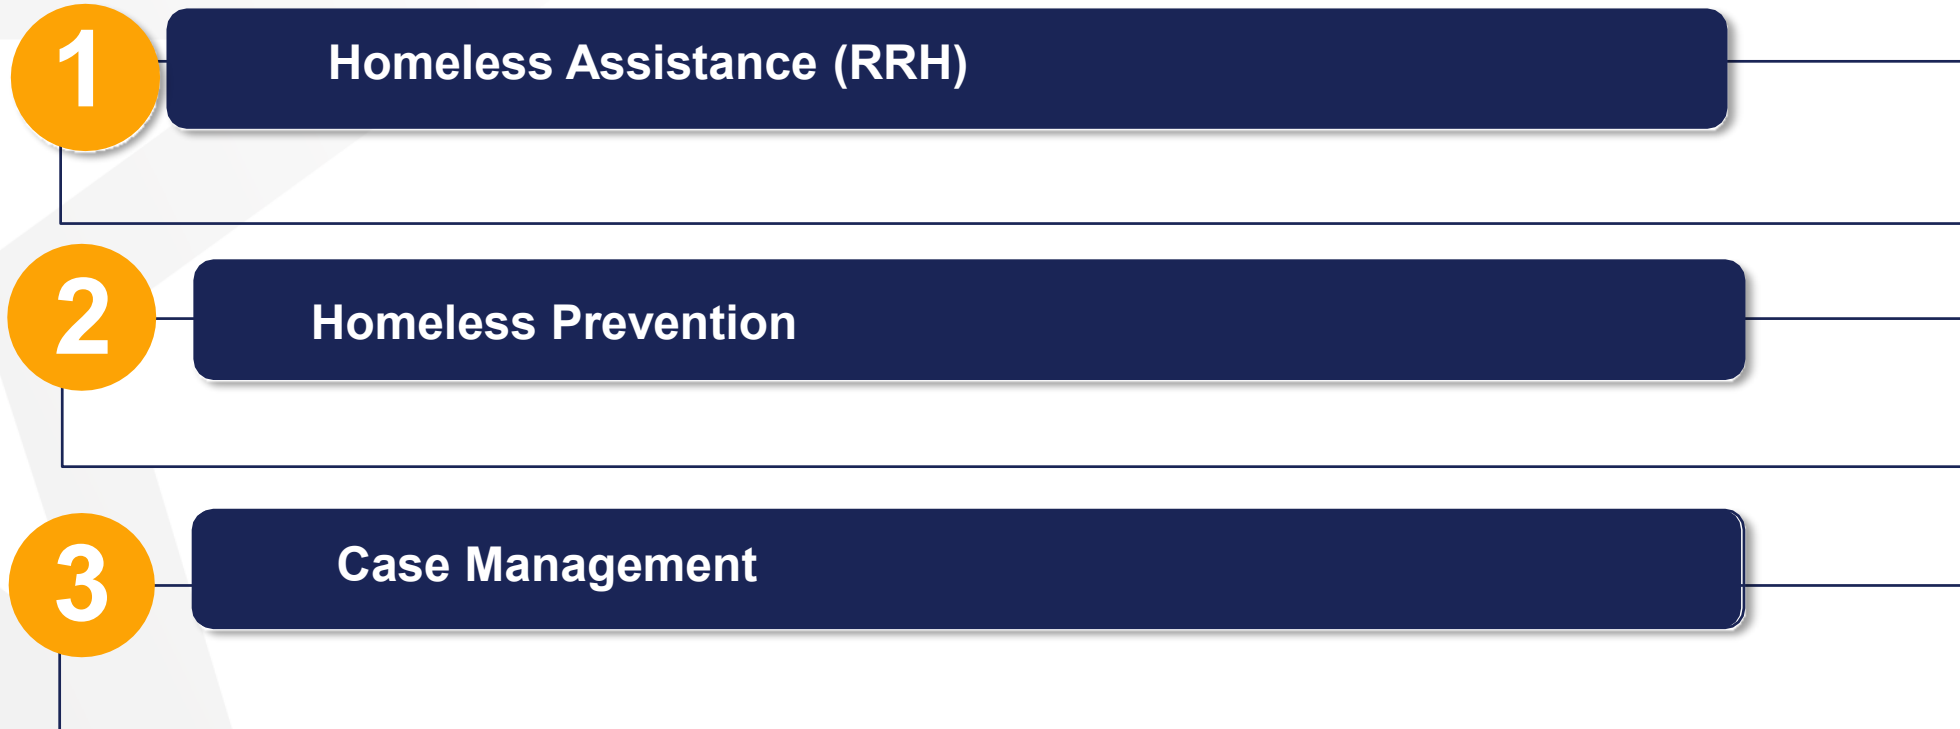 1 Homeless Assistance (RRH)
2 Homeless Prevention
3 Case Management